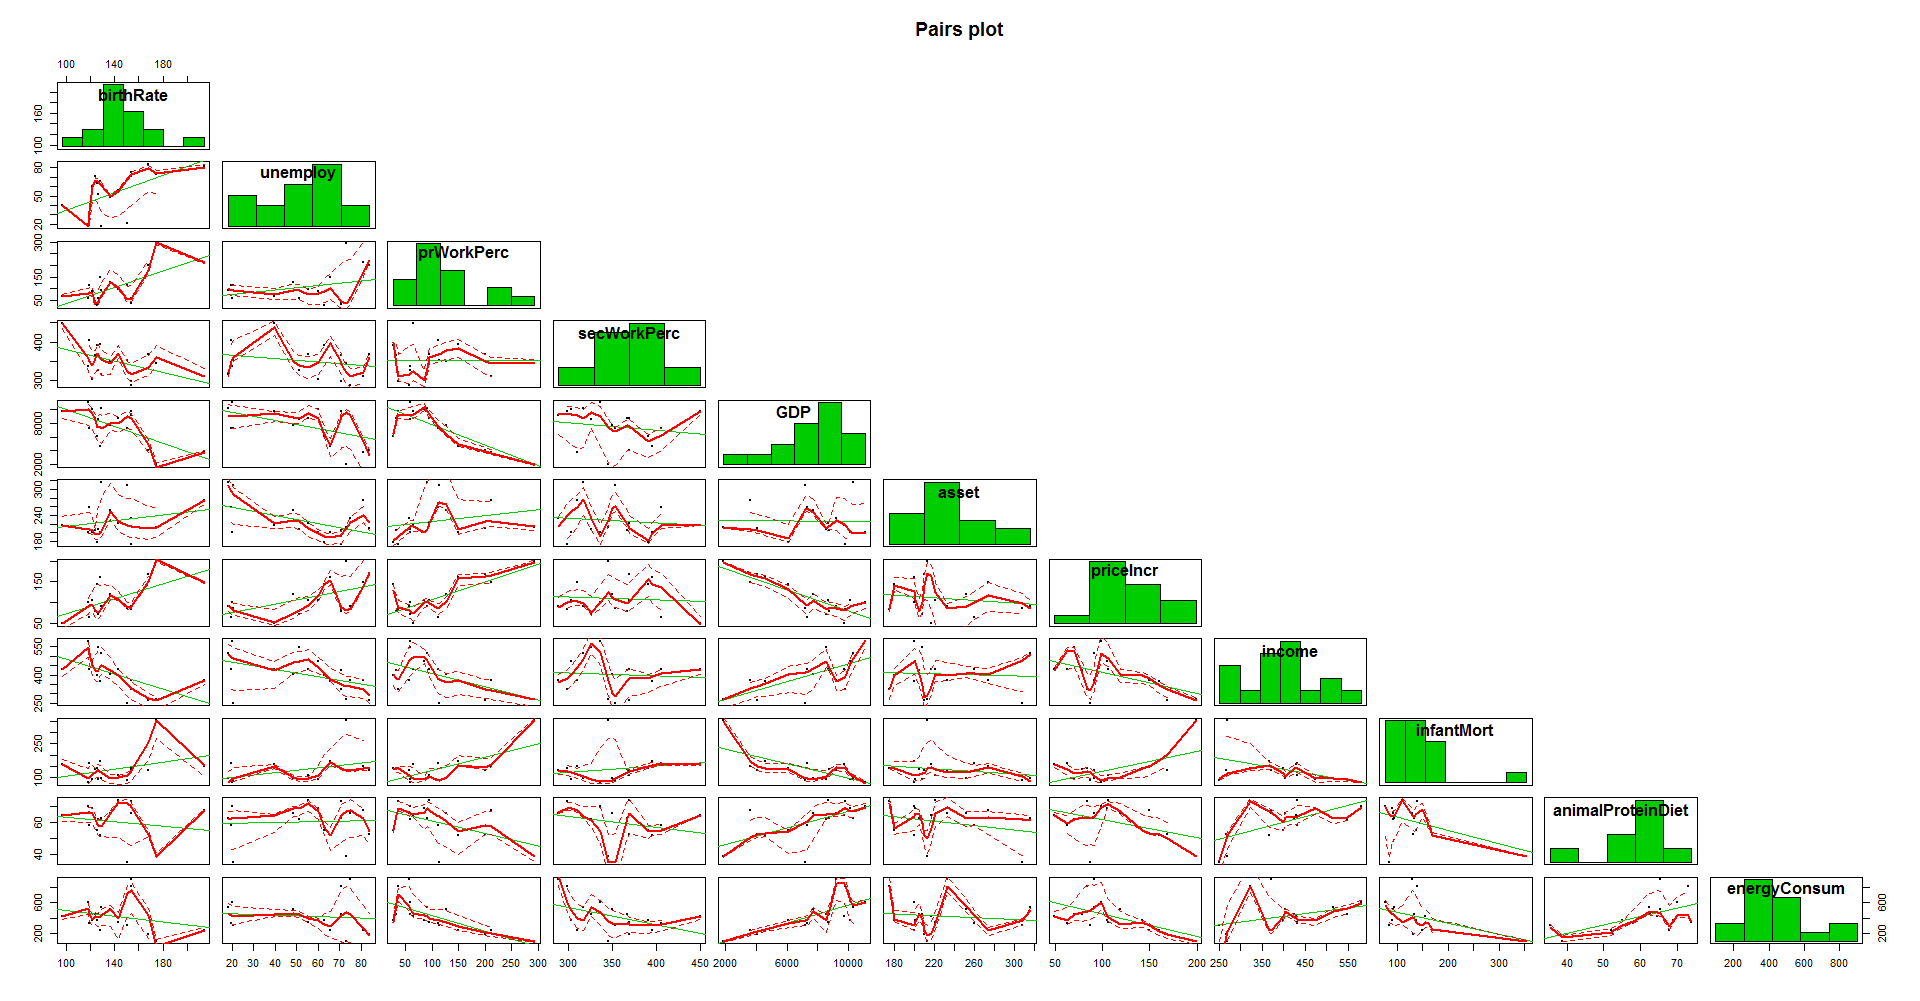 Pairs plot
100 140 180
birthRate
100 160
unemploy
20 50 80
prWorkPerc
50 150 300
secWorkPerc
300 400
GDP
2000 8000
asset
180 240 300
priceIncr
50 150
income
250 400 550
infantMort
100 250
animalProteinDiet
40 60
energyConsum
200 600
200 600
100 140 180 20 30 40 50 60 70 80 50 100 150 200 250 300 300 350 400 450 2000 6000 10000 180 220 260 300 50 100 150 200 250 350 450 550 100 200 300 40 50 60 70 200 400 600 800